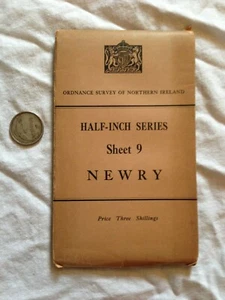 ORDNANCE SURVEY OF NORTHERN IRELAND
HALF-INCH SERIES
Sheet 9
NEWRY
Price Three Shillings